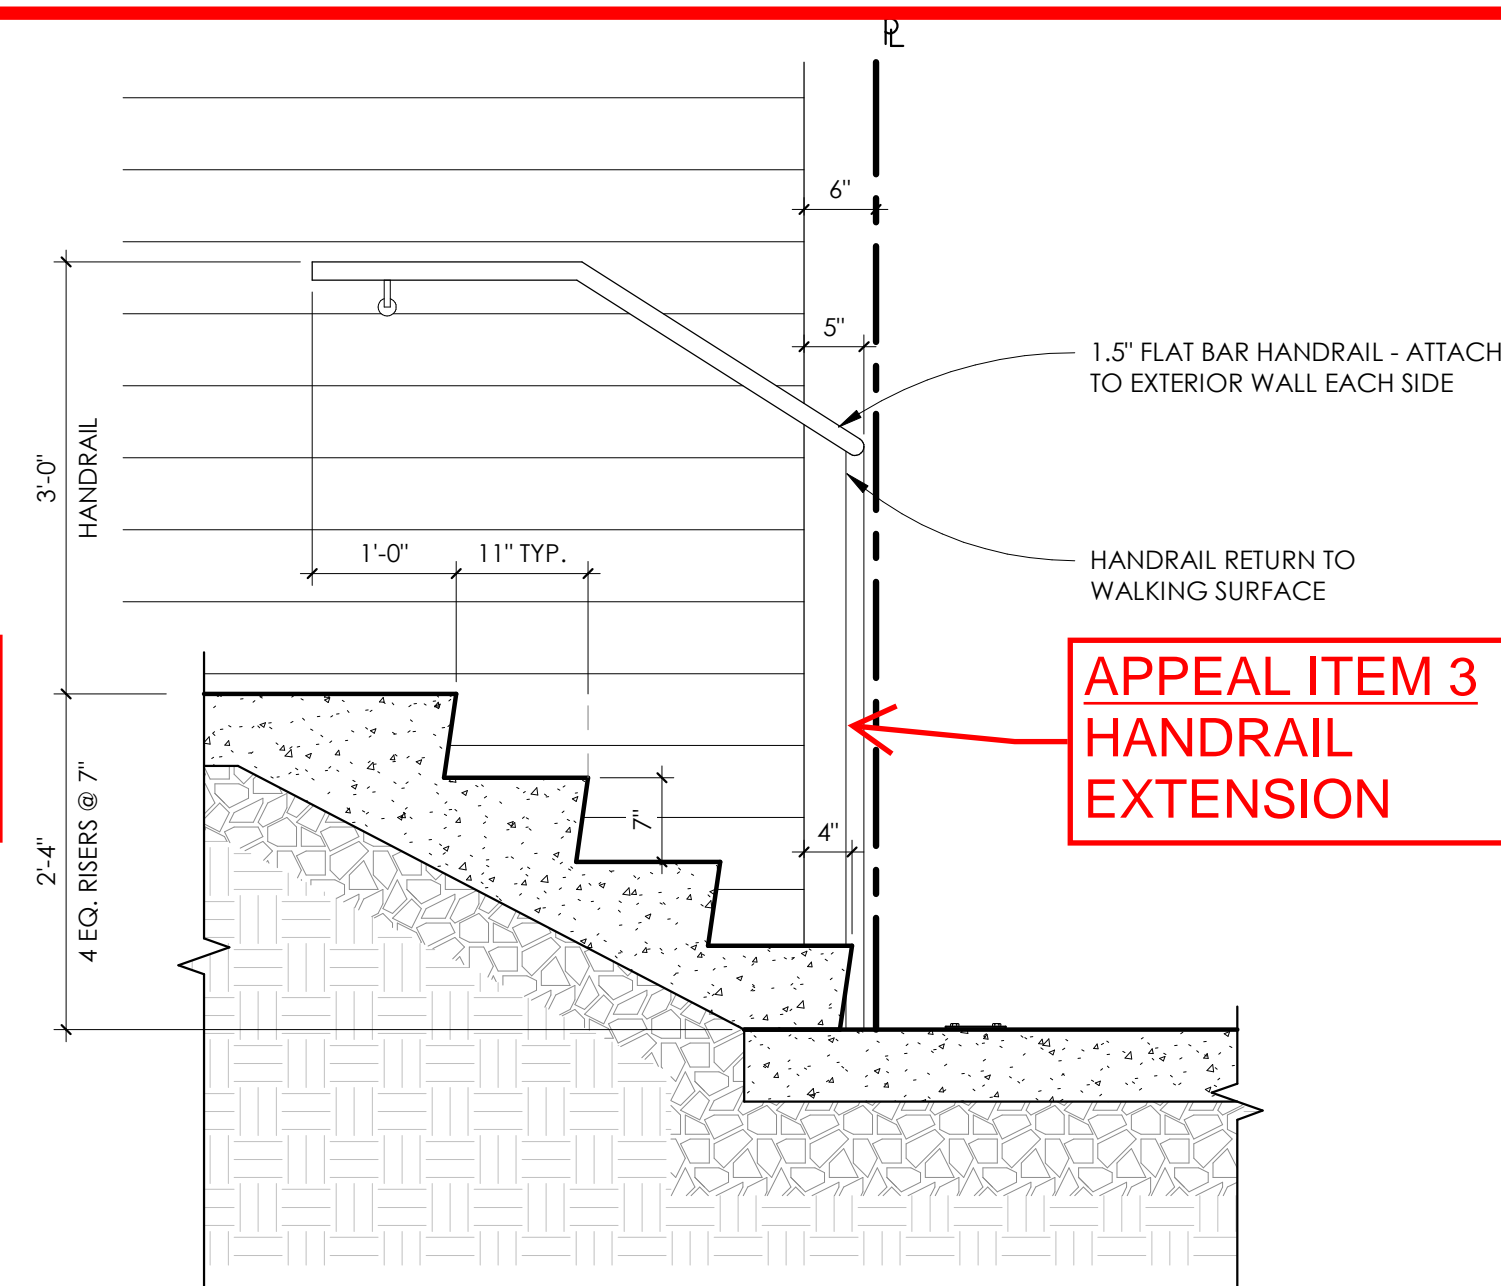 PL
6"
5"
1.5" FLAT BAR HANDRAIL - ATTACH
TO EXTERIOR WALL EACH SIDE
3'-0"
HANDRAIL
1'-0"
11" TYP.
HANDRAIL RETURN TO
WALKING SURFACE
APPEAL ITEM 3
HANDRAIL
EXTENSION
7"
4"
2'-4"
4 EQ. RISERS @ 7"